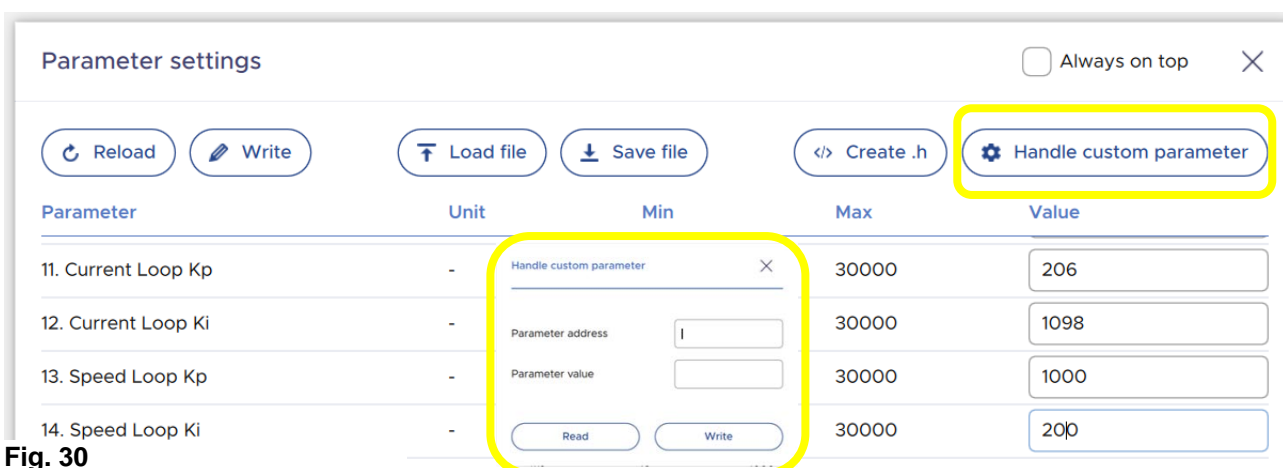 Parameter settings
Always on top
Reload
Write
Load file
Save file
</> Create .h
Handle custom parameter
Parameter Unit Min Max Value
11. Current Loop Kp - 30000 206
12. Current Loop Ki - 30000 1098
13. Speed Loop Kp - 30000 1000
14. Speed Loop Ki - 30000 200
Handle custom parameter
Parameter address
Parameter value
Read
Write
Fig. 30